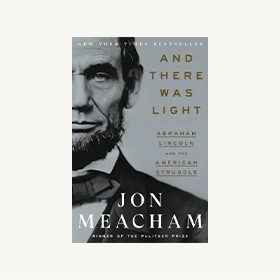 NEW YORK TIMES BESTSELLER
AND
THERE
WAS
LIGHT
ABRAHAM
LINCOLN
AND THE
AMERICAN
STRUGGLE
JON
MEACHAM
WINNER OF THE PULITZER PRIZE